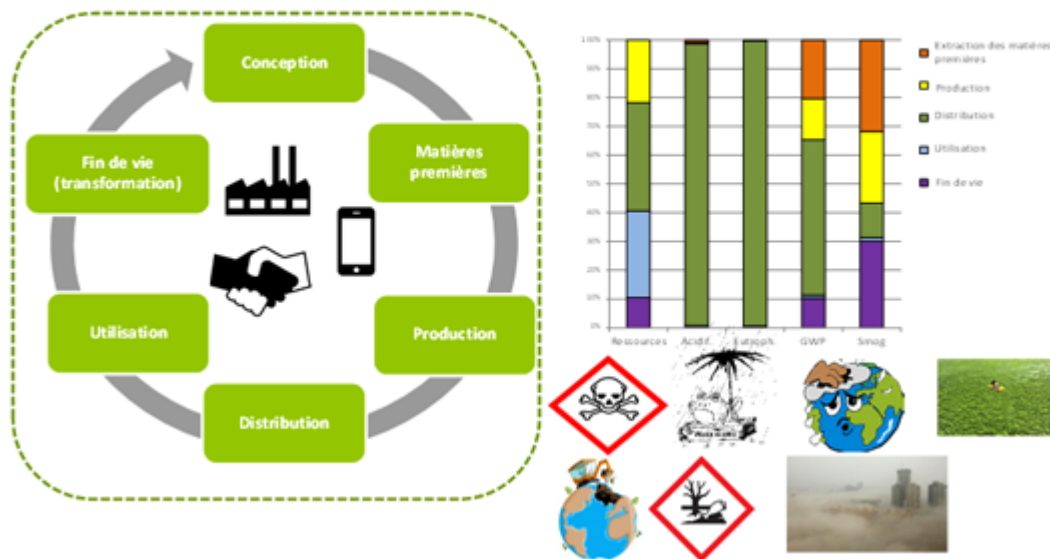 Conception
Matières
premières
Production
Distribution
Utilisation
Fin de vie
(transformation)
100%
90%
80%
70%
60%
50%
40%
30%
20%
10%
0%
Ressources
Acidif.
Eutroph.
GWP
Smog
Extraction des matières
premières
Production
Distribution
Utilisation
Fin de vie